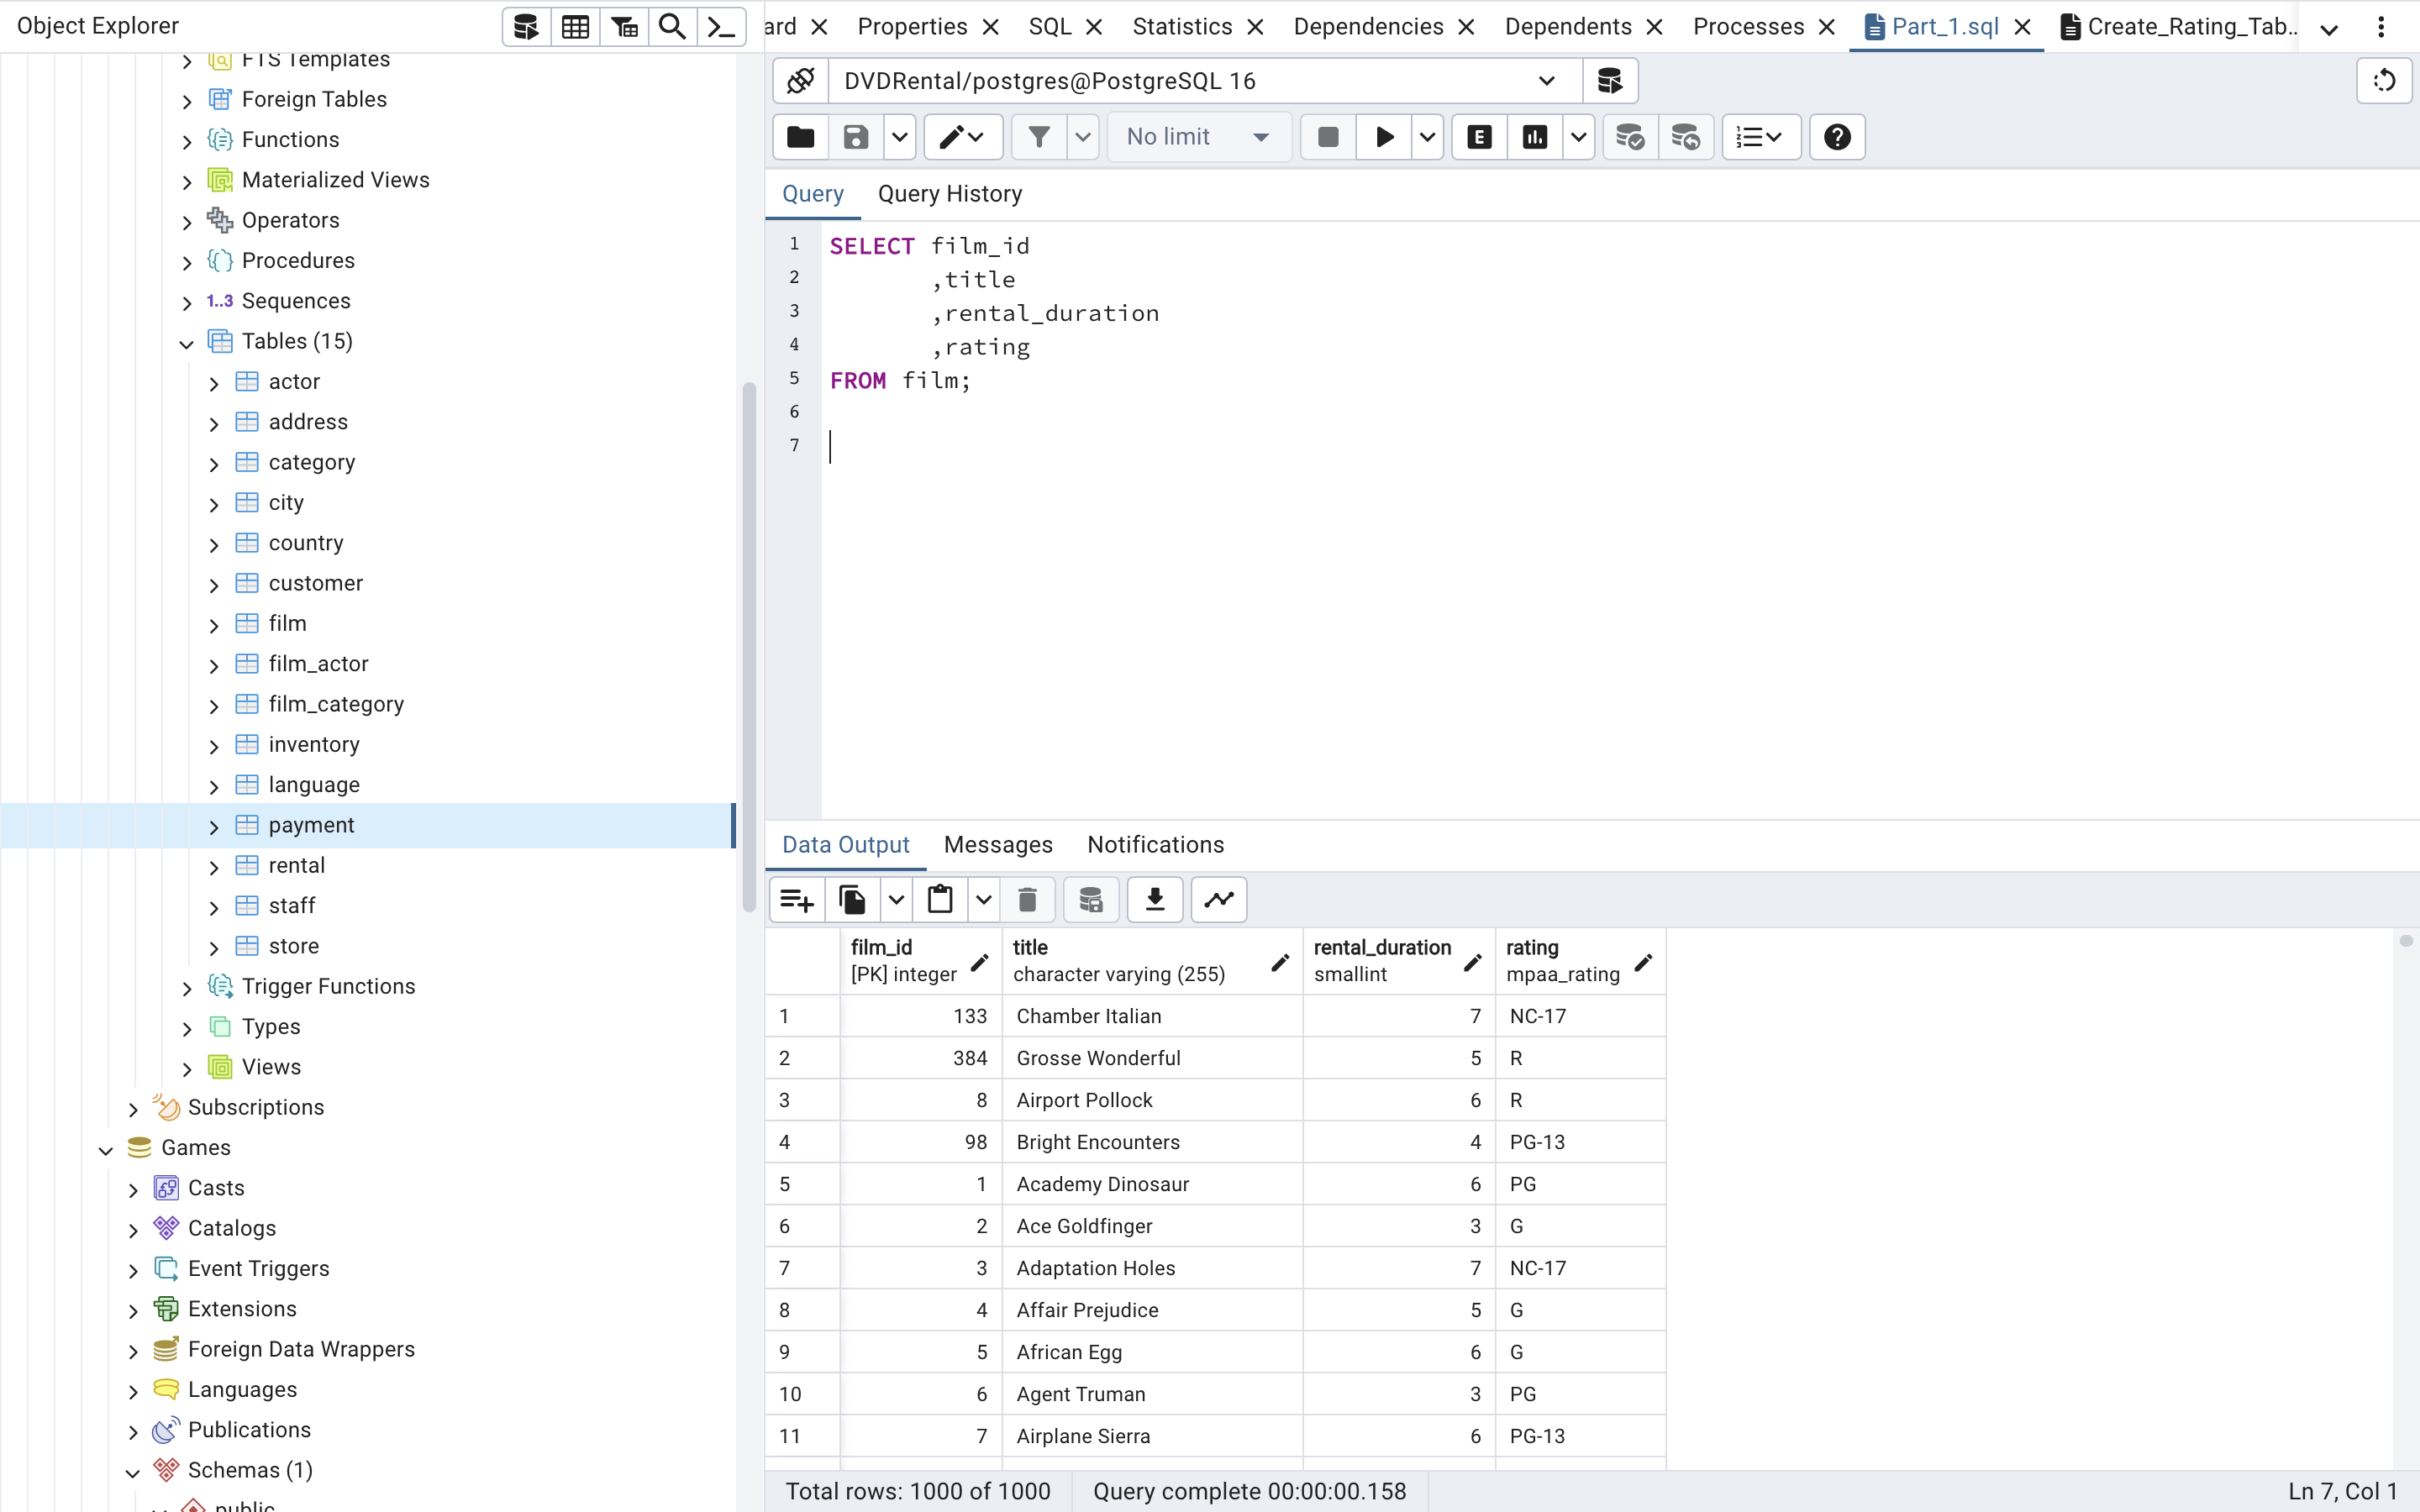 Object Explorer
FTS Templates
Foreign Tables
Functions
Materialized Views
Operators
Procedures
1..3 Sequences
Tables (15)
actor
address
category
city
country
customer
film
film_actor
film_category
inventory
language
payment
rental
staff
store
Trigger Functions
Types
Views
Subscriptions
Games
Casts
Catalogs
Event Triggers
Extensions
Foreign Data Wrappers
Languages
Publications
Schemas (1)
public
ard Properties SQL Statistics Dependencies Dependents Processes Part_1.sql Create_Rating_Tab..
DVDRental/postgres@PostgreSQL 16
No limit E
Query Query History
1 SELECT film_id
2 ,title
3 ,rental_duration
4 ,rating
5 FROM film;
6
7
Data Output Messages Notifications
film_id title rental_duration rating
[PK] integer character varying (255) smallint mpaa_rating
1 133 Chamber Italian 7 NC-17
2 384 Grosse Wonderful 5 R
3 8 Airport Pollock 6 R
4 98 Bright Encounters 4 PG-13
5 1 Academy Dinosaur 6 PG
6 2 Ace Goldfinger 3 G
7 3 Adaptation Holes 7 NC-17
8 4 Affair Prejudice 5 G
9 5 African Egg 6 G
10 6 Agent Truman 3 PG
11 7 Airplane Sierra 6 PG-13
Total rows: 1000 of 1000 Query complete 00:00:00.158 Ln 7, Col 1